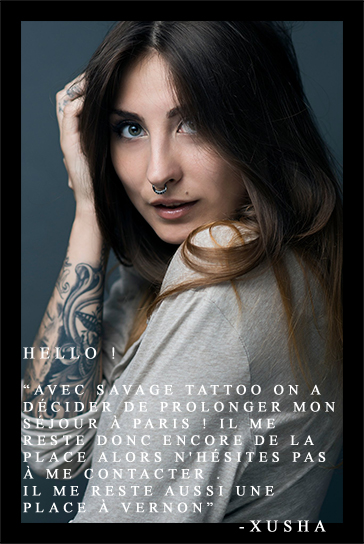 HELLO !
“AVEC SAVAGE TATTOO ON A
DÉCIDER DE PROLONGER MON
SÉJOUR À PARIS ! IL ME
RESTE DONC ENCORE DE LA
PLACE ALORS N'HÉSITES PAS
À ME CONTACTER .
IL ME RESTE AUSSI UNE
PLACE À VERNON”
-XUSHA